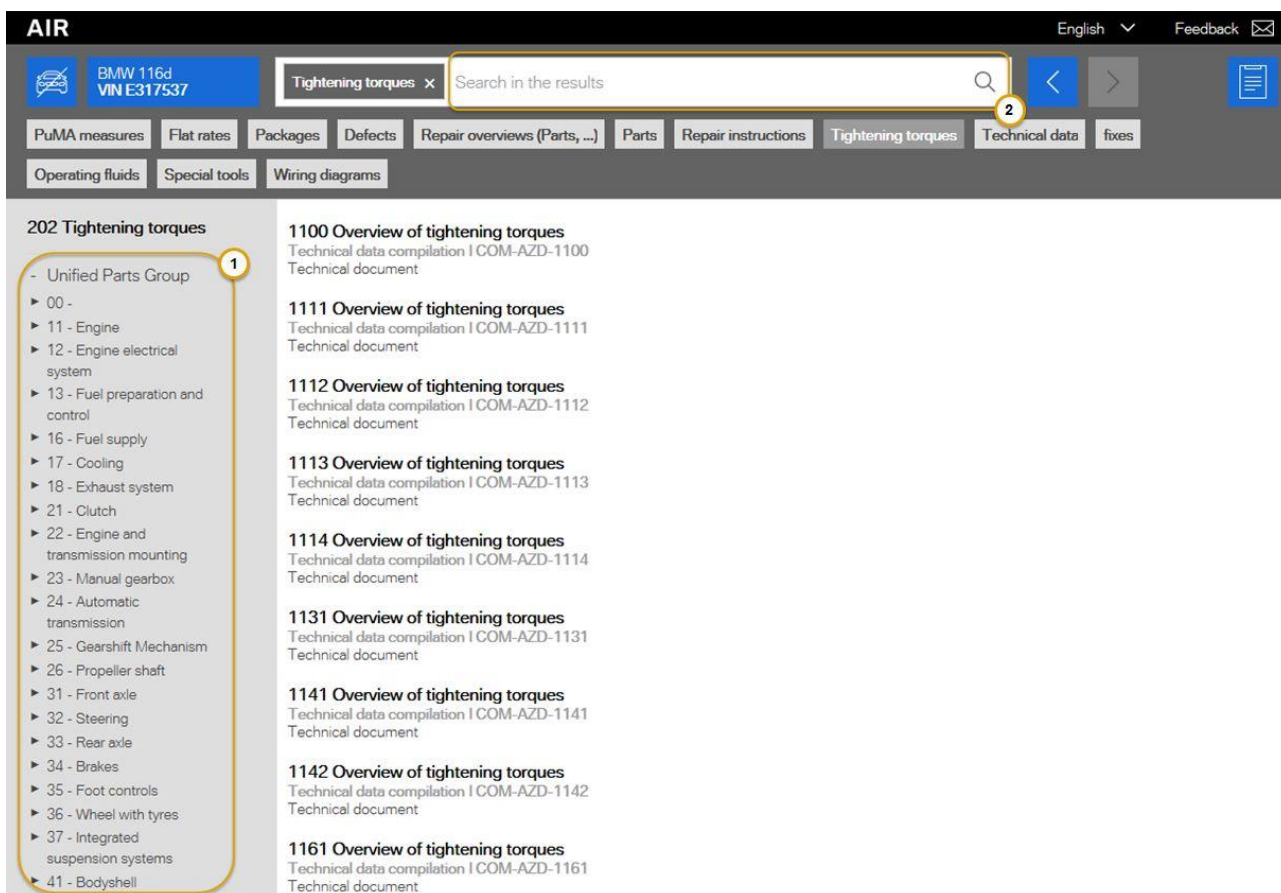 AIR
English
Feedback
BMW 116d
VIN E317537
Tightening torques x
Search in the results
2
PuMA measures
Flat rates
Packages
Defects
Repair overviews (Parts, ...)
Parts
Repair instructions
Tightening torques
Technical data
fixes
Operating fluids
Special tools
Wiring diagrams
202 Tightening torques
1
- Unified Parts Group
00 -
11 - Engine
12 - Engine electrical
system
13 - Fuel preparation and
control
16 - Fuel supply
17 - Cooling
18 - Exhaust system
21 - Clutch
22 - Engine and
transmission mounting
23 - Manual gearbox
24 - Automatic
transmission
25 - Gearshift Mechanism
26 - Propeller shaft
31 - Front axle
32 - Steering
33 - Rear axle
34 - Brakes
35 - Foot controls
36 - Wheel with tyres
37 - Integrated
suspension systems
41 - Bodyshell
1100 Overview of tightening torques
Technical data compilation I COM-AZD-1100
Technical document
1111 Overview of tightening torques
Technical data compilation I COM-AZD-1111
Technical document
1112 Overview of tightening torques
Technical data compilation I COM-AZD-1112
Technical document
1113 Overview of tightening torques
Technical data compilation I COM-AZD-1113
Technical document
1114 Overview of tightening torques
Technical data compilation I COM-AZD-1114
Technical document
1131 Overview of tightening torques
Technical data compilation I COM-AZD-1131
Technical document
1141 Overview of tightening torques
Technical data compilation I COM-AZD-1141
Technical document
1142 Overview of tightening torques
Technical data compilation I COM-AZD-1142
Technical document
1161 Overview of tightening torques
Technical data compilation I COM-AZD-1161
Technical document